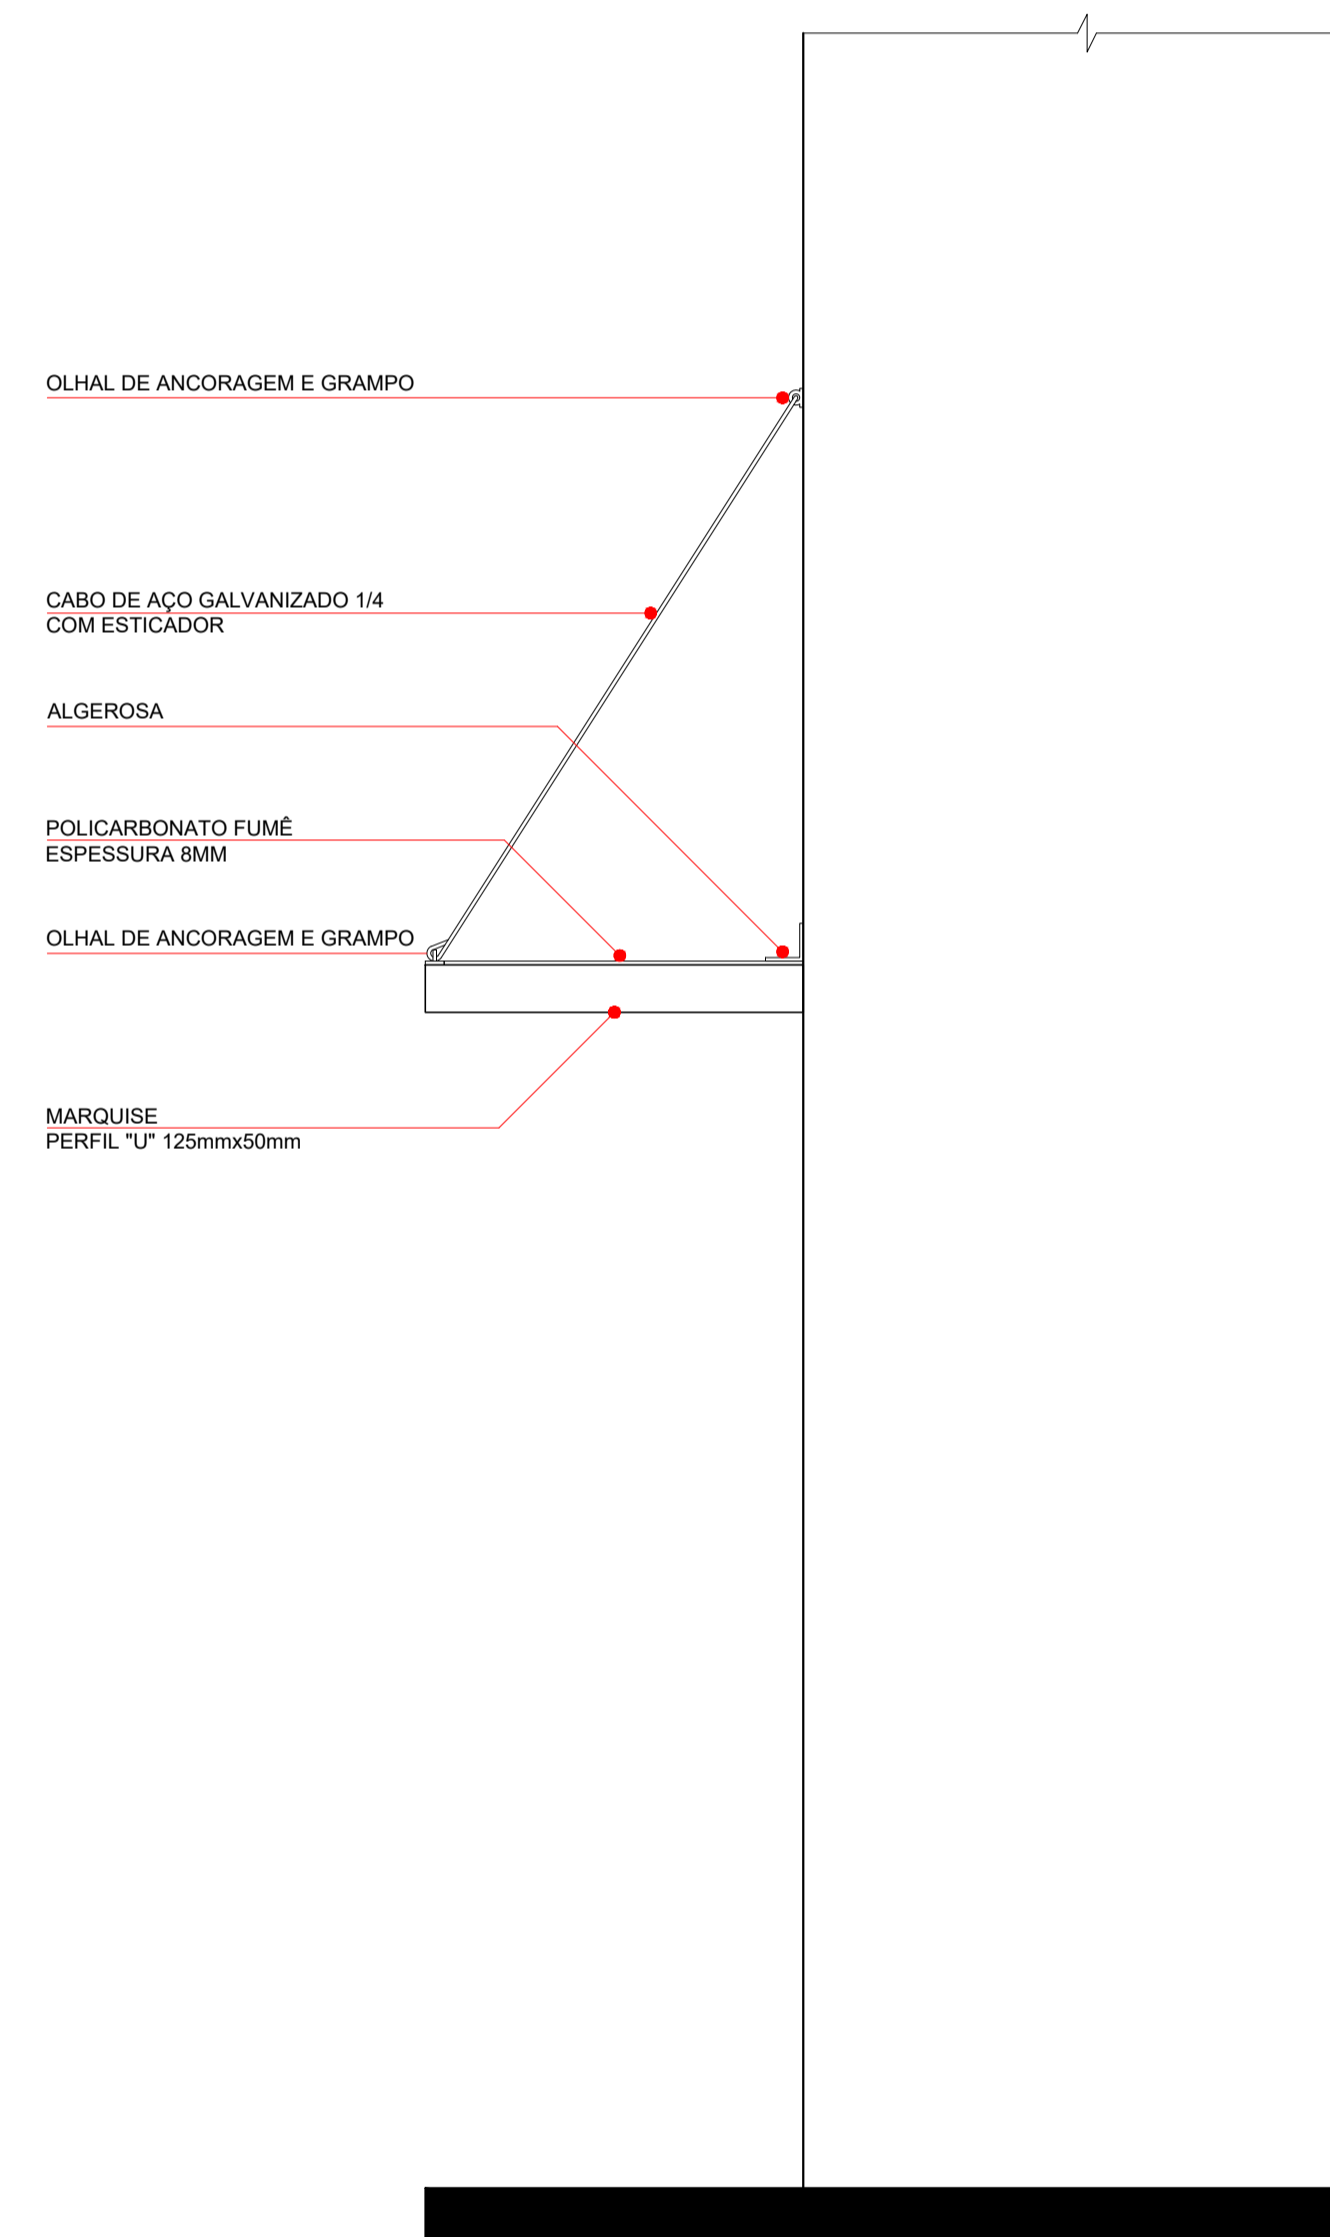 OLHAL DE ANCORAGEM E GRAMPO
CABO DE AÇO GALVANIZADO 1/4
COM ESTICADOR
ALGEROSA
POLICARBONATO FUMÊ
ESPESSURA 8MM
OLHAL DE ANCORAGEM E GRAMPO
MARQUISE
PERFIL "U" 125mmx50mm